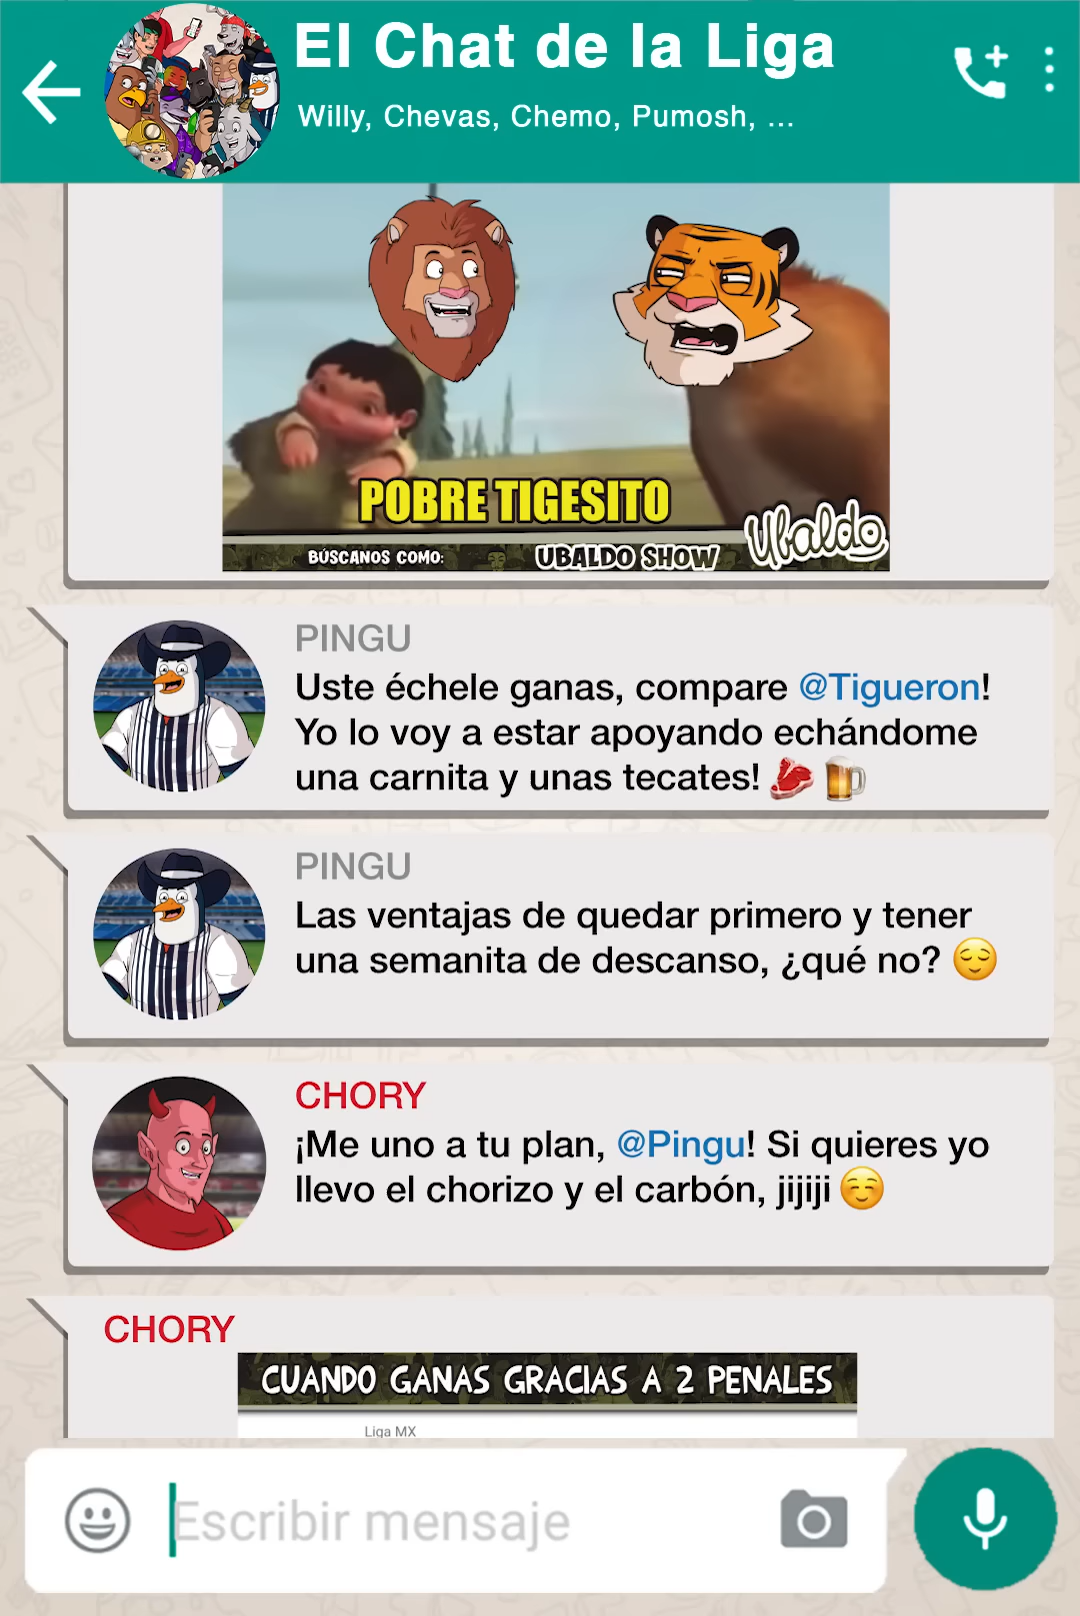 El Chat de la Liga
Willy, Chevas, Chemo, Pumosh, ...
POBRE TIGESITO
Ubaldo
BÚSCANOS COMO:
UBALDO SHOW
PINGU
Uste échele ganas, compare @Tigueron!
Yo lo voy a estar apoyando echándome
una carnita y unas tecates!
PINGU
Las ventajas de quedar primero y tener
una semanita de descanso, ¿qué no?
CHORY
¡Me uno a tu plan, @Pingu! Si quieres yo
llevo el chorizo y el carbón, jijiji
CHORY
CUANDO GANAS GRACIAS A 2 PENALES
Liga MX
Escribir mensaje